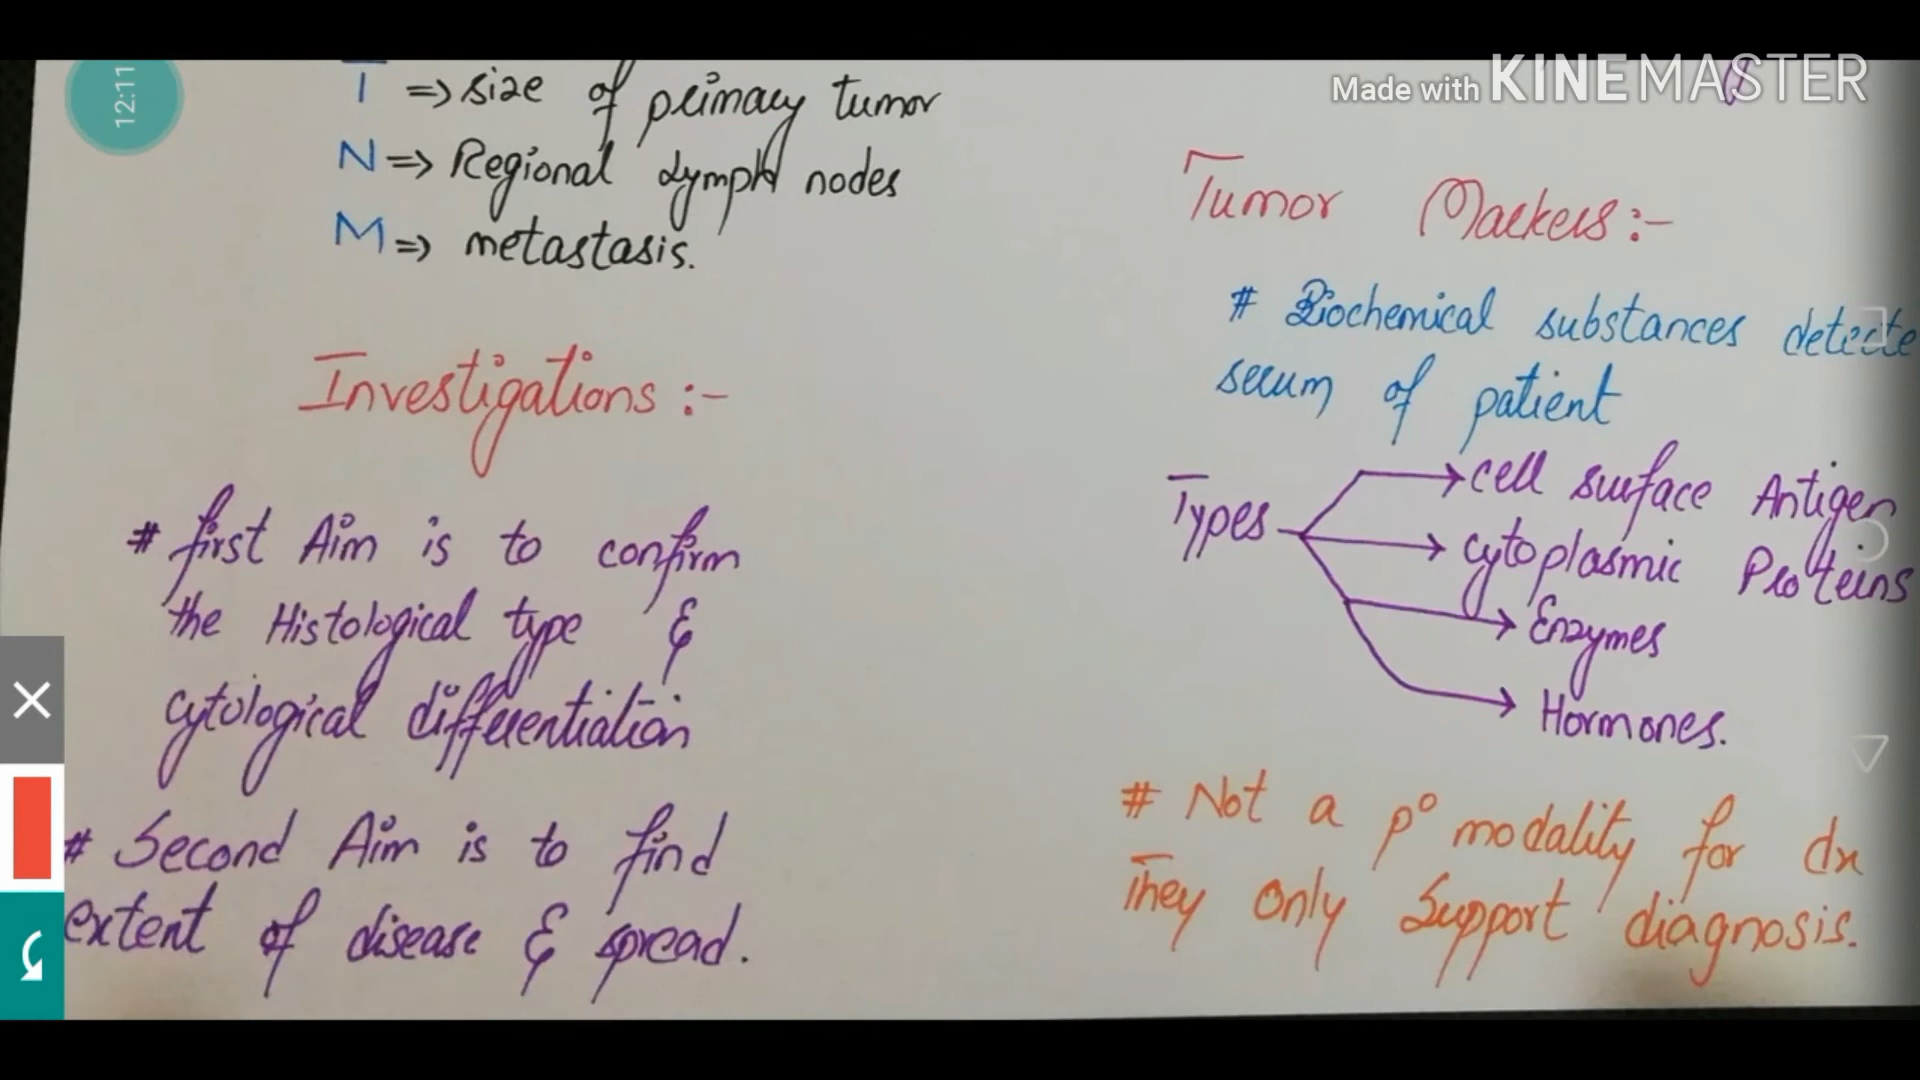 12:11
Made with KINEMASTER
T => size of primary tumor
N => Regional Lymph nodes
M => metastasis.
Investigations :-
# first Aim is to confirm
the Histological type &
cytological differentiation
# Second Aim is to find
extent of disease & spread.
Tumor Markers :-
# Biochemical substances detecte
serum of patient
Types → cell surface Antigen
→ cytoplasmic Proteins
→ Enzymes
→ Hormones.
# Not a p° modality for dx
They only support diagnosis.